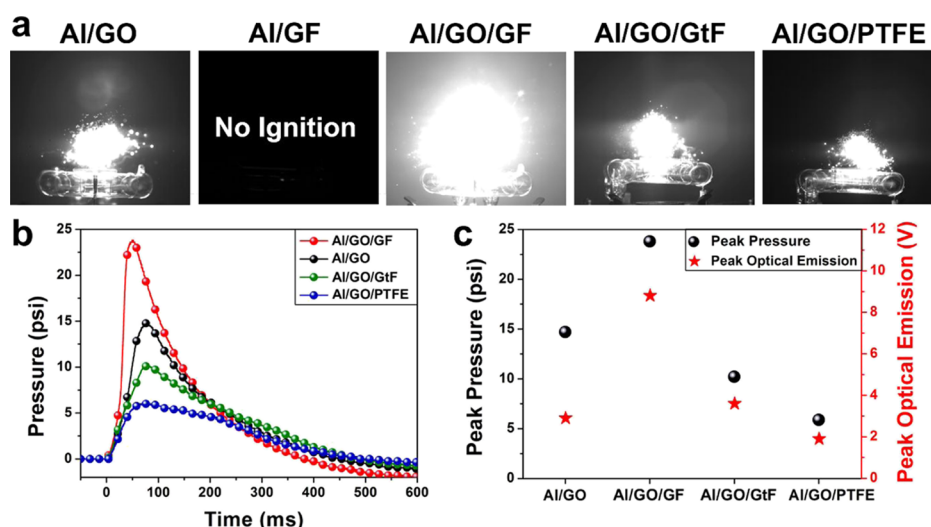 a
Al/GO
Al/GF
Al/GO/GF
Al/GO/GtF
Al/GO/PTFE
No Ignition
b
Pressure (psi)
25
20
15
10
5
0
0
100
200
300
400
500
600
Time (ms)
Al/GO/GF
Al/GO
Al/GO/GtF
Al/GO/PTFE
c
Peak Pressure (psi)
25
20
15
10
5
0
Peak Pressure
Peak Optical Emission
Al/GO
Al/GO/GF
Al/GO/GtF
Al/GO/PTFE
12
10
8
6
4
2
0
Peak Optical Emission (V)